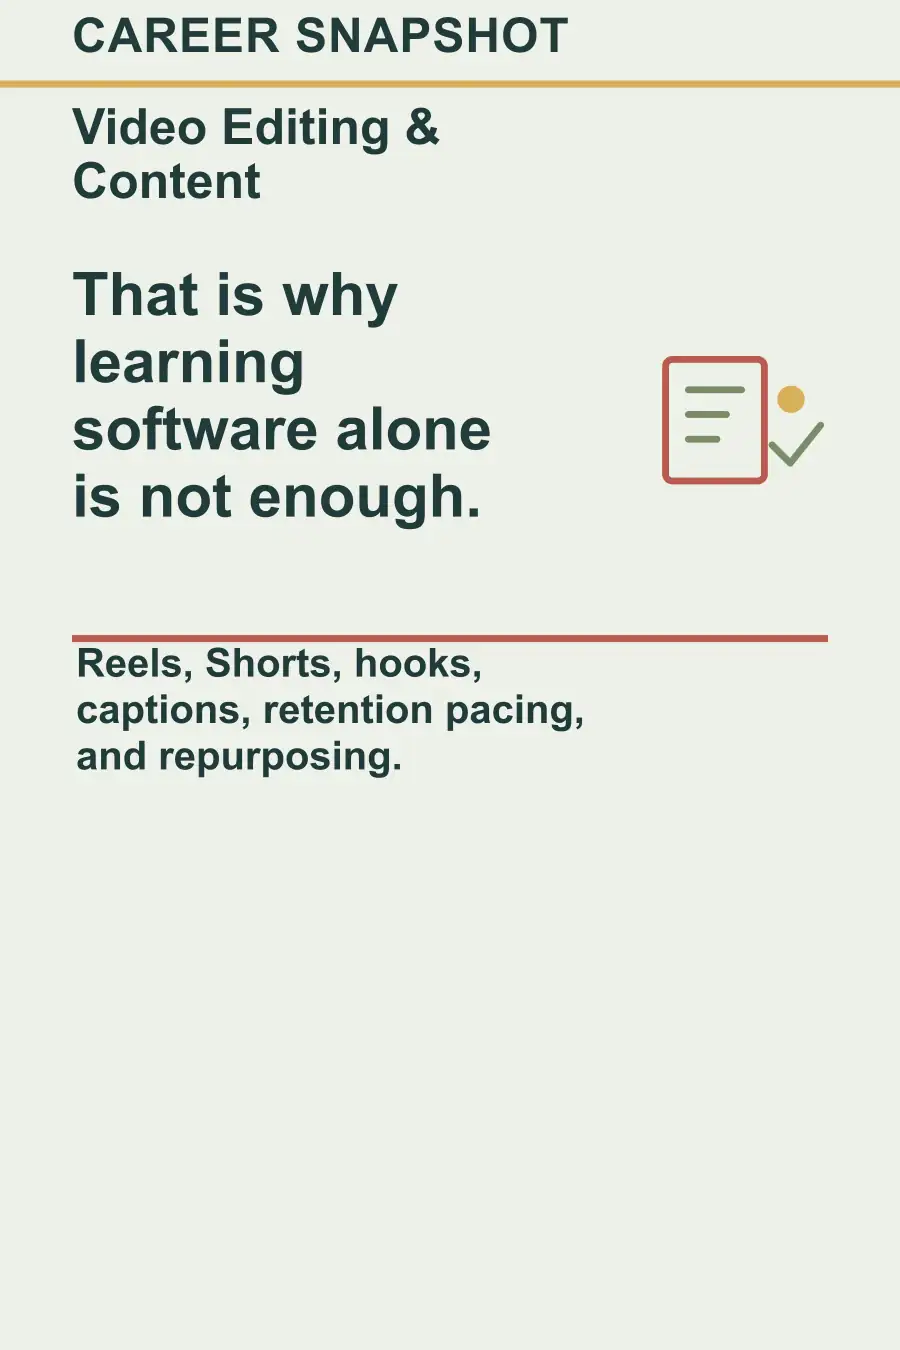 CAREER SNAPSHOT
Video Editing &
Content
That is why
learning
software alone
is not enough.
Reels, Shorts, hooks,
captions, retention pacing,
and repurposing.